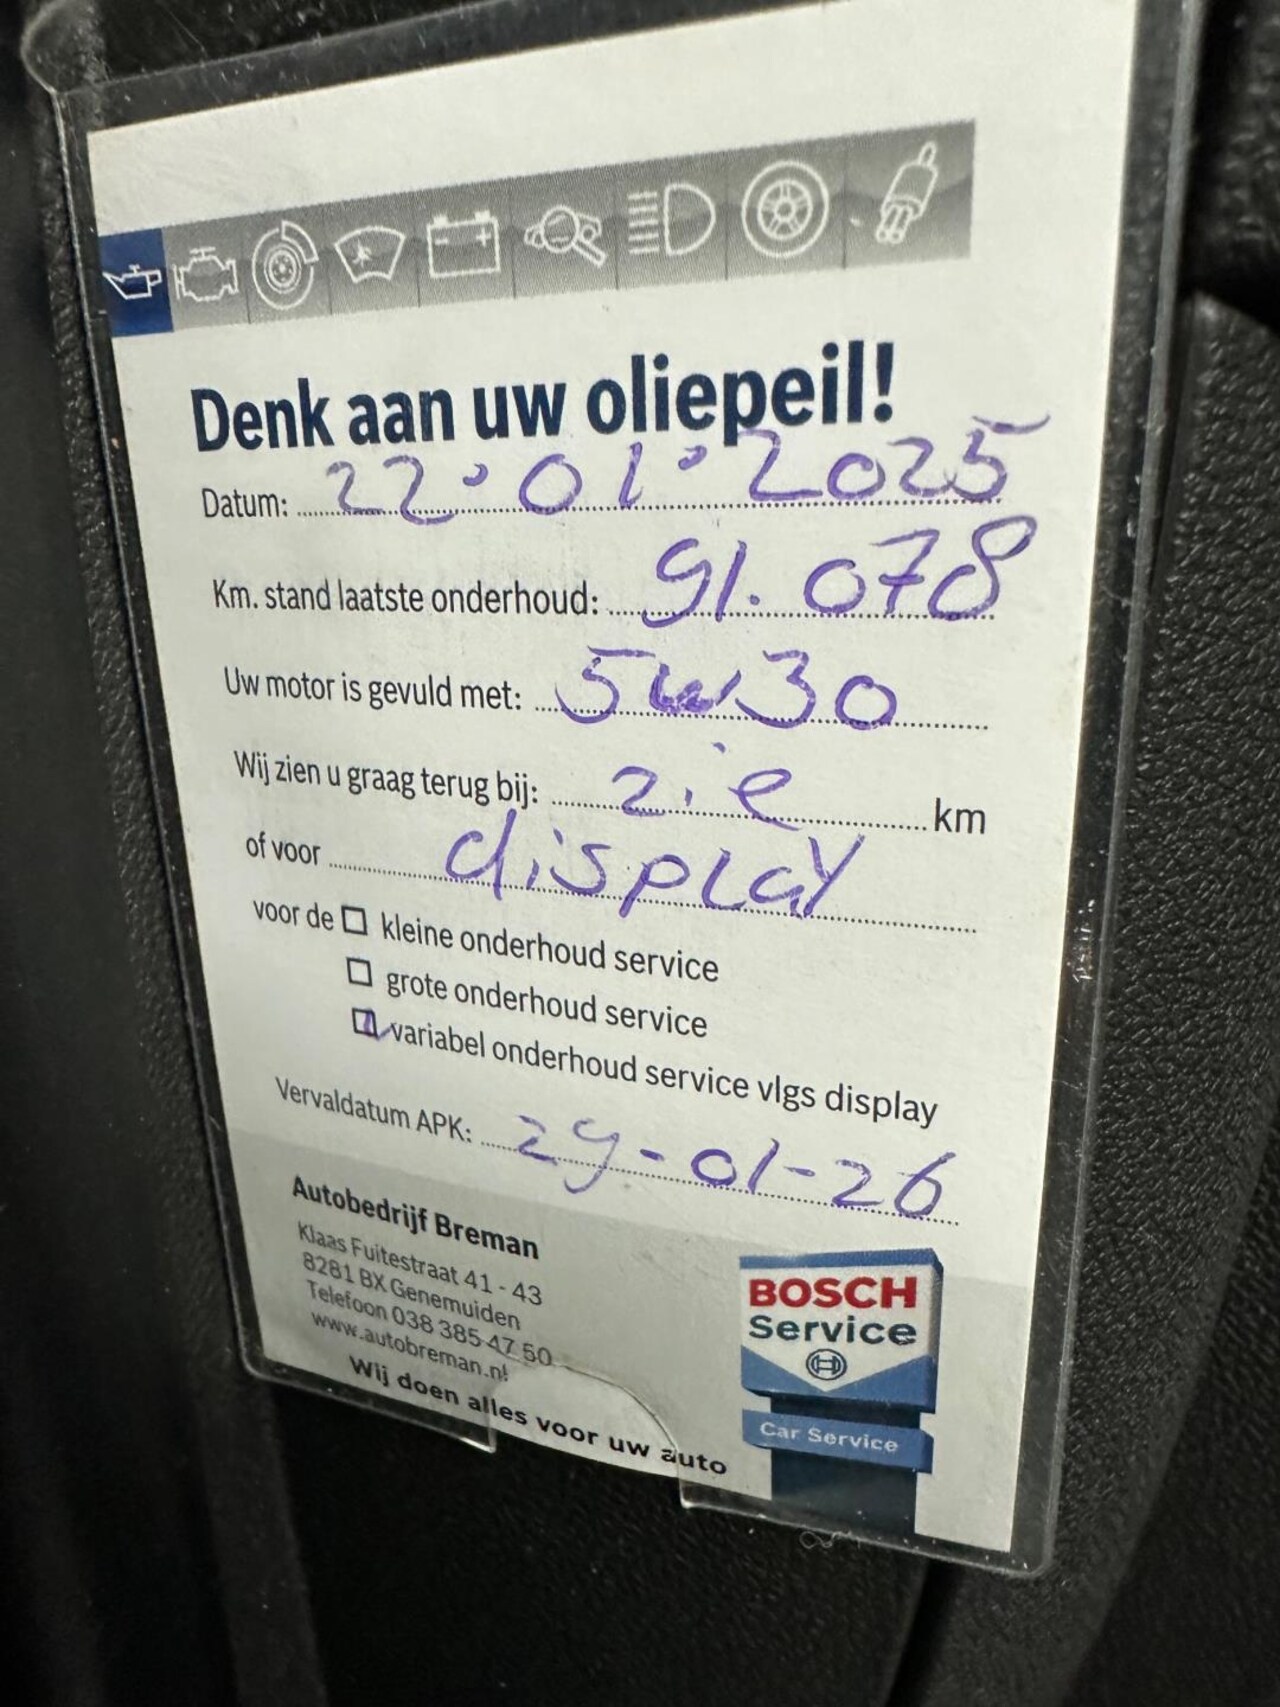 Denk aan uw oliepeil!
Datum: 22.01.2025
Km. stand laatste onderhoud: 91.078
Uw motor is gevuld met: 5w30
Wij zien u graag terug bij: zie km
of voor display
voor de ☐ kleine onderhoud service
☐ grote onderhoud service
☑ variabel onderhoud service vlgs display
Vervaldatum APK: 29-01-26
Autobedrijf Breman
Klaas Fuitestraat 41 - 43
8281 BX Genemuiden
Telefoon 038 385 47 50
www.autobreman.nl
Wij doen alles voor uw auto
BOSCH
Service
Car Service